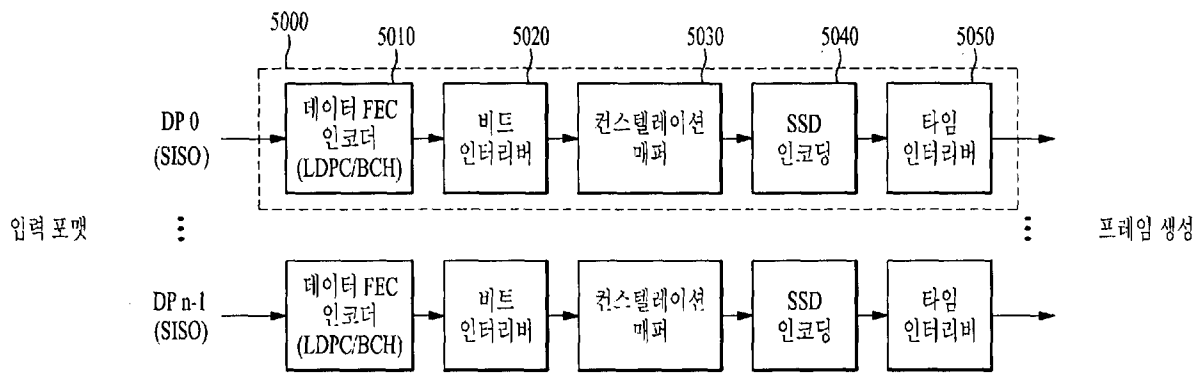 5000
5010
5020
5030
5040
5050
DP 0
(SISO)
데이터 FEC
인코더
(LDPC/BCH)
비트
인터리버
컨스텔레이션
매퍼
SSD
인코딩
타임
인터리버
입력 포맷
프레임 생성
DP n-1
(SISO)
데이터 FEC
인코더
(LDPC/BCH)
비트
인터리버
컨스텔레이션
매퍼
SSD
인코딩
타임
인터리버